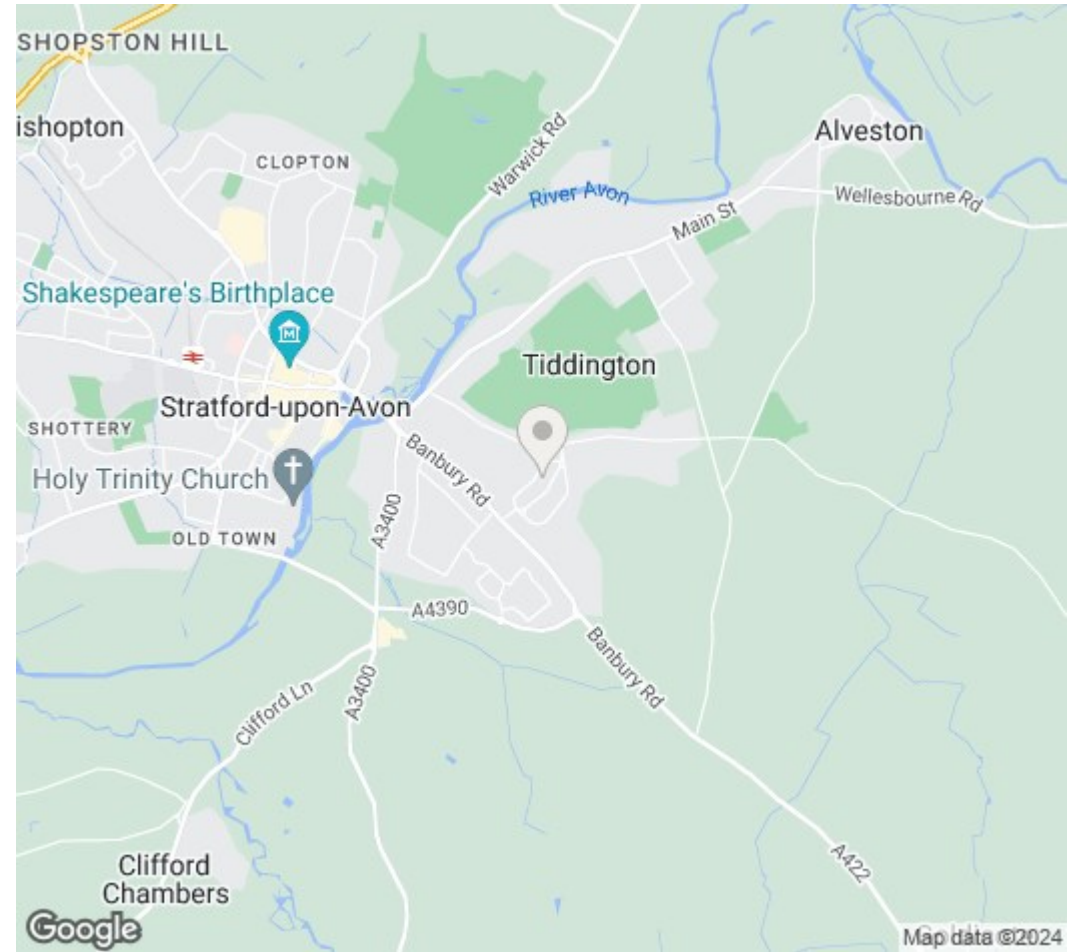 SHOPSTON HILL
ishopton
CLOPTON
Warwick Rd
River Avon
Alveston
Wellesbourne Rd
Main St
Shakespeare's Birthplace
M
Tiddington
Stratford-upon-Avon
SHOTTERY
Banbury Rd
Holy Trinity Church
A3400
OLD TOWN
A4390
Banbury Rd
A3400
Clifford Ln
A422
Clifford
Chambers
Google
Map data ©2024